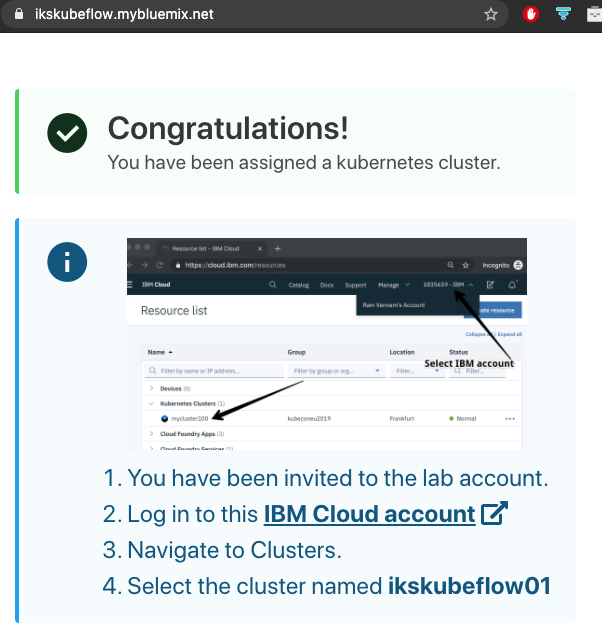 ikskubeflow.mybluemix.net
Congratulations!
You have been assigned a kubernetes cluster.
Resource list - IBM Cloud
https://cloud.ibm.com/resources
Incognito
IBM Cloud
Catalog
Docs
Support
Manage
1835659 - IBM
Ram Vennam's Account
Resource list
resource
Collapse
Expand all
Name
Group
Location
Status
Select IBM account
Filter by name or IP address...
Filter by group or org...
Filter...
Filter...
Devices (0)
Kubernetes Clusters (1)
mycluster100
kubeconeu2019
Frankfurt
Normal
Cloud Foundry Apps (3)
Cloud Foundry Services
1. You have been invited to the lab account.
2. Log in to this IBM Cloud account
3. Navigate to Clusters.
4. Select the cluster named ikskubeflow01